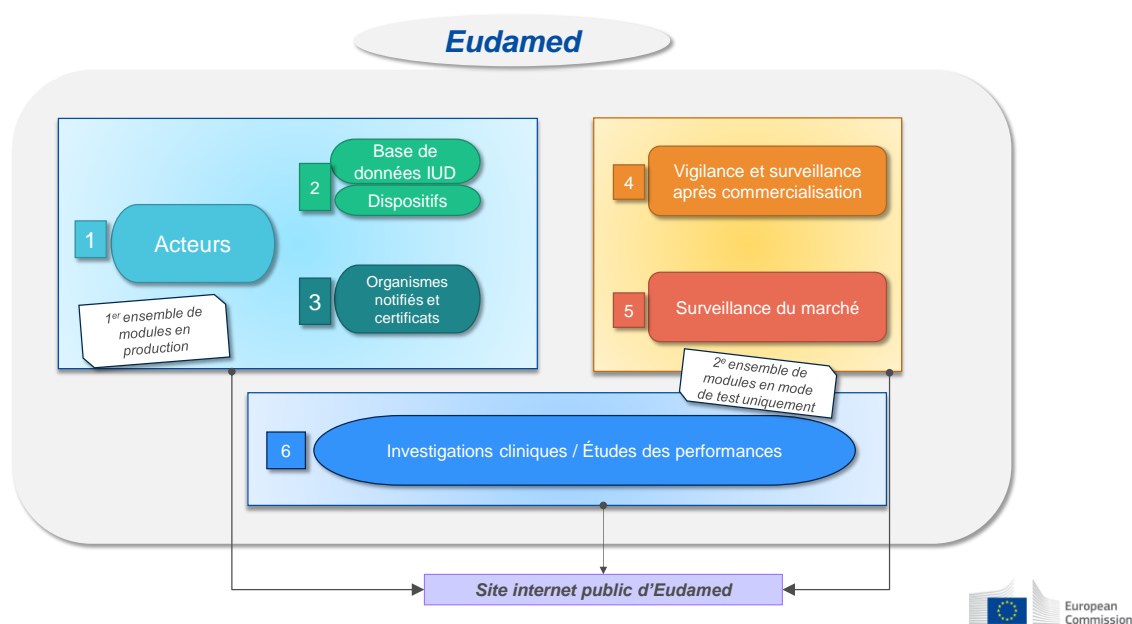 Eudamed
1
Acteurs
2
Base de
données IUD
Dispositifs
3
Organismes
notifiés et
certificats
1er ensemble de
modules en
production
4
Vigilance et surveillance
après commercialisation
5
Surveillance du marché
2e ensemble de
modules en mode
de test uniquement
6
Investigations cliniques / Études des performances
Site internet public d’Eudamed
European
Commission